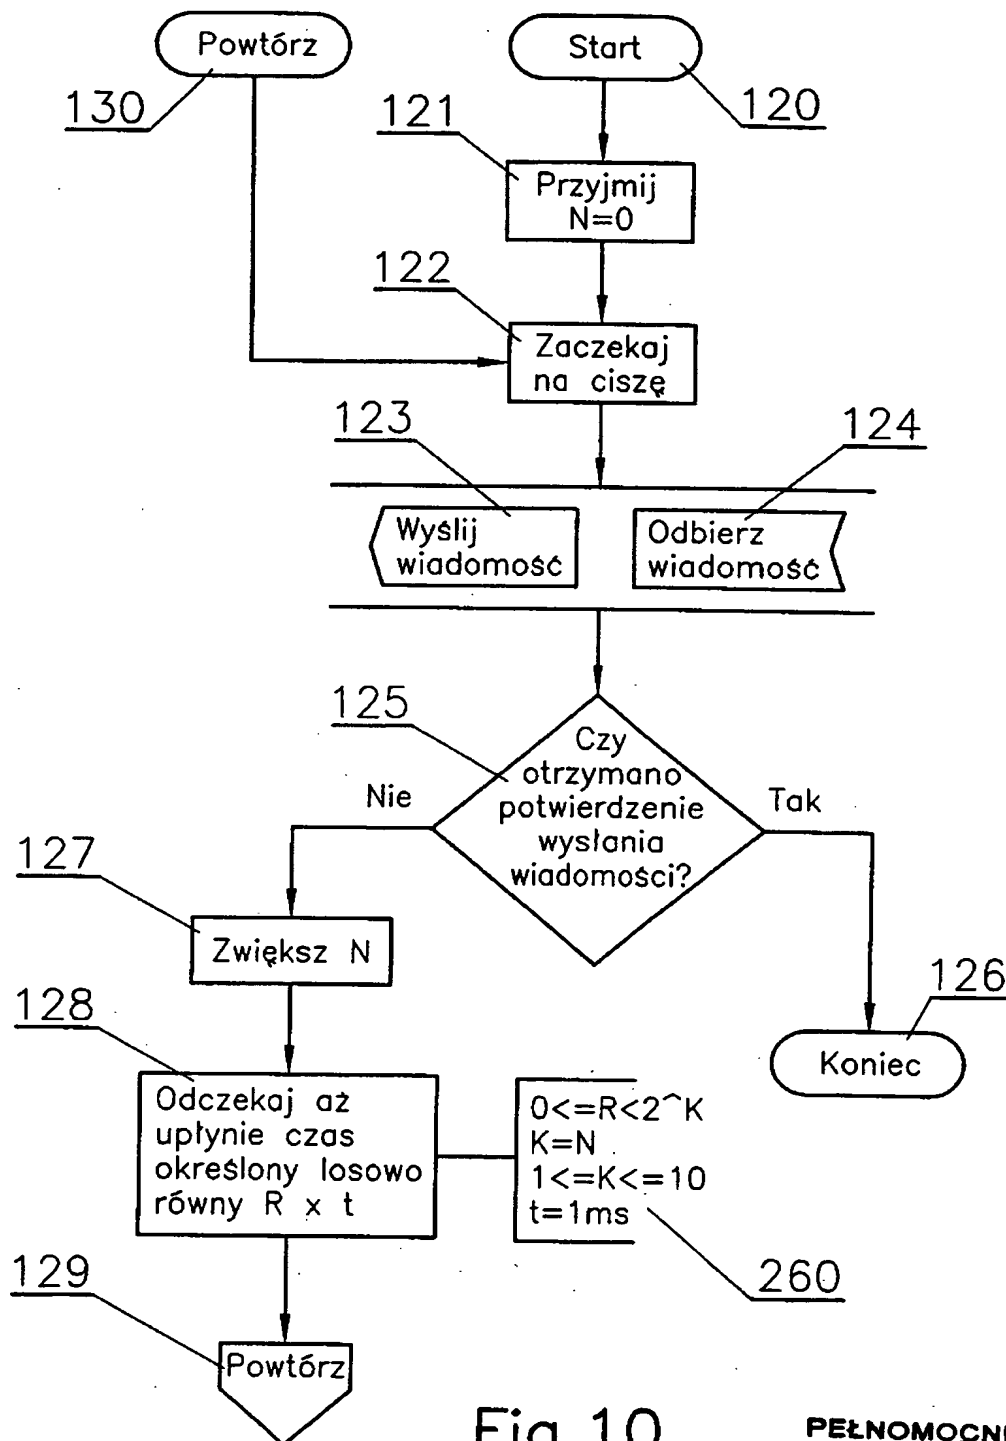 Powtórz
Start
130
121
120
Przyjmij
N=0
122
Zaczekaj
na ciszę
123
124
Wyślij
wiadomość
Odbierz
wiadomość
125
Czy
otrzymano
potwierdzenie
wysłania
wiadomości?
Nie
Tak
127
Zwiększ N
126
Koniec
128
Odczekaj aż
upłynie czas
określony losowo
równy R x t
0<=R<2^K
K=N
1<=K<=10
t=1ms
260
129
Powtórz
Fig.10